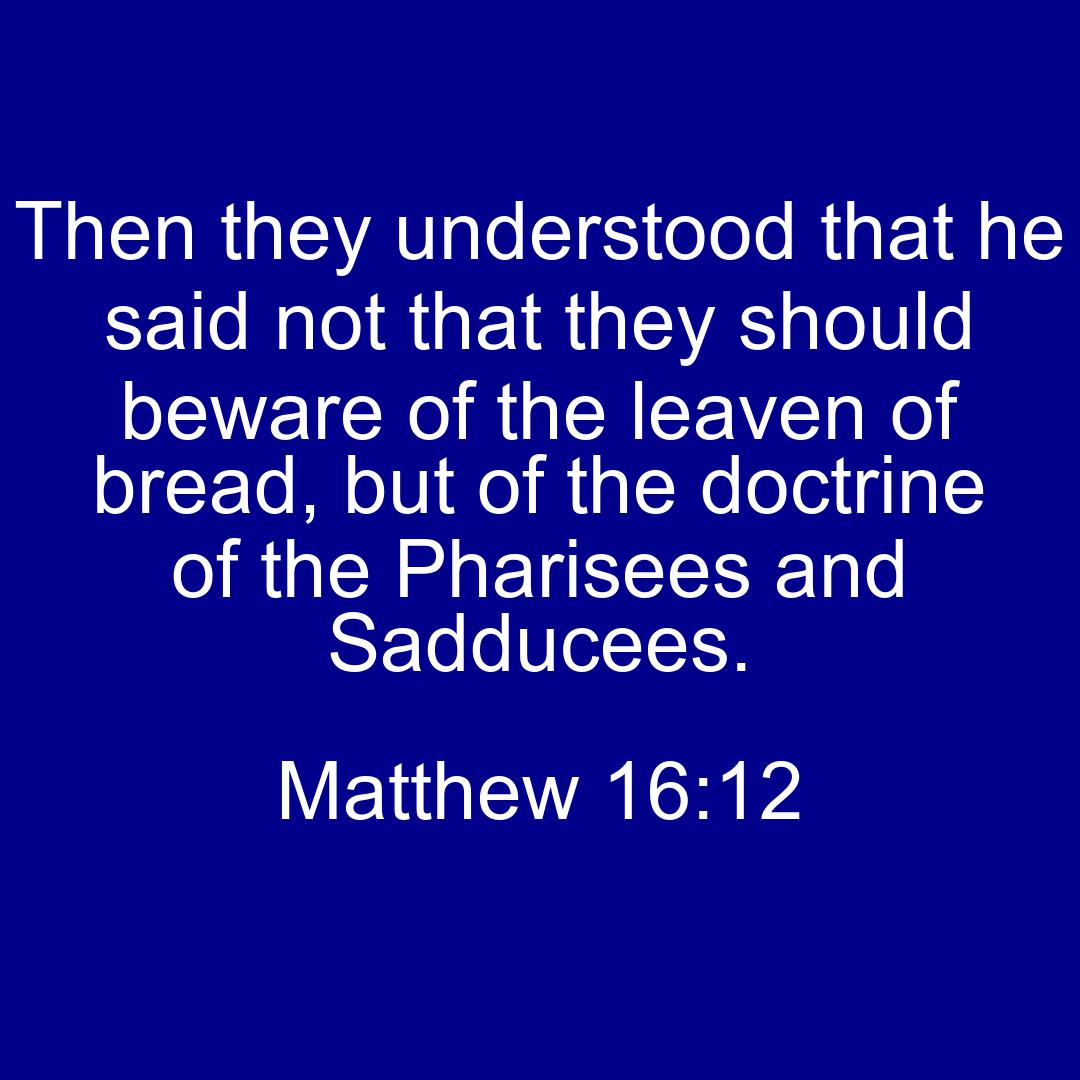 Then they understood that he
said not that they should
beware of the leaven of
bread, but of the doctrine
of the Pharisees and
Sadducees.
Matthew 16:12